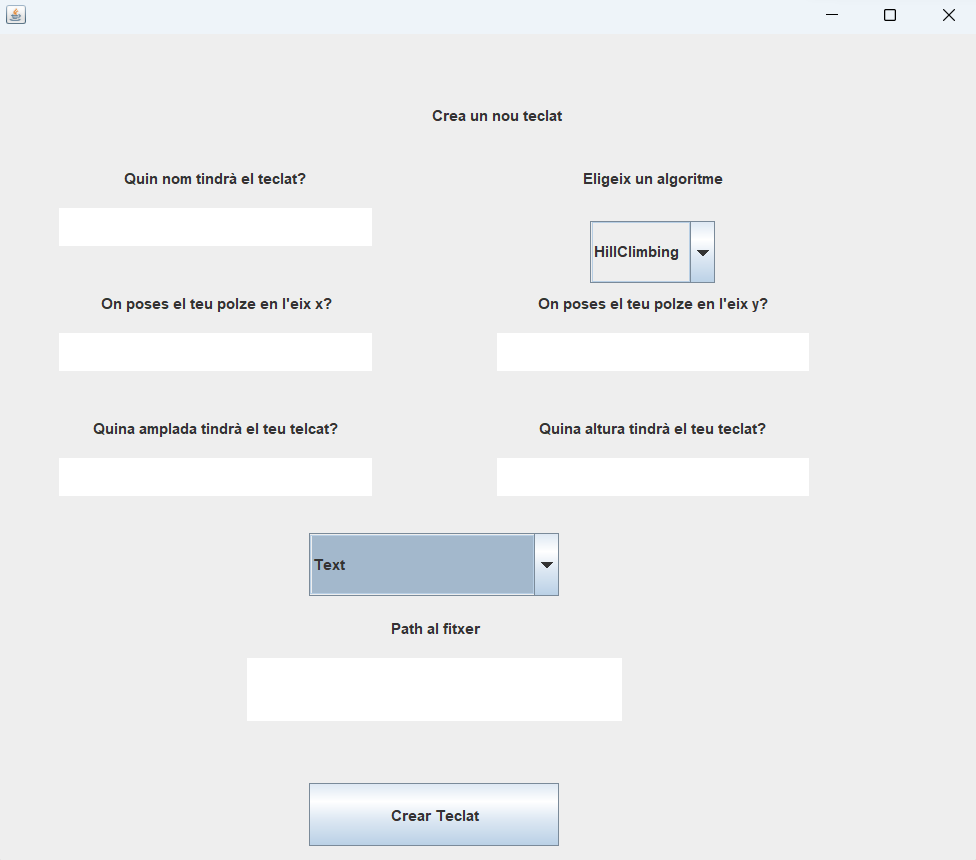 Crea un nou teclat
Quin nom tindrà el teclat?
Eligeix un algoritme
HillClimbing
On poses el teu polze en l'eix x?
On poses el teu polze en l'eix y?
Quina amplada tindrà el teu telcat?
Quina altura tindrà el teu teclat?
Text
Path al fitxer
Crear Teclat